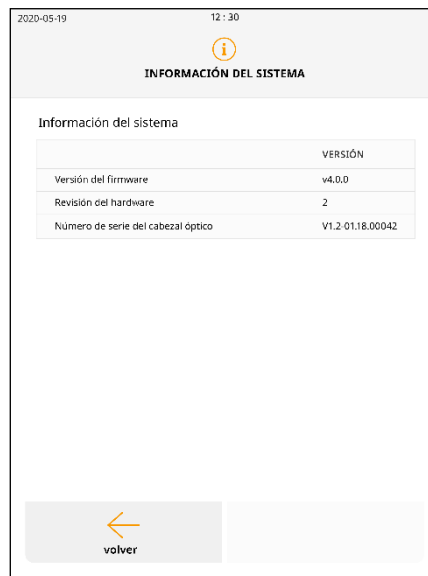 2020-05-19 12 : 30
INFORMACIÓN DEL SISTEMA
Información del sistema
VERSIÓN
Versión del firmware v4.0.0
Revisión del hardware 2
Número de serie del cabezal óptico V1.2-01.18.00042
volver